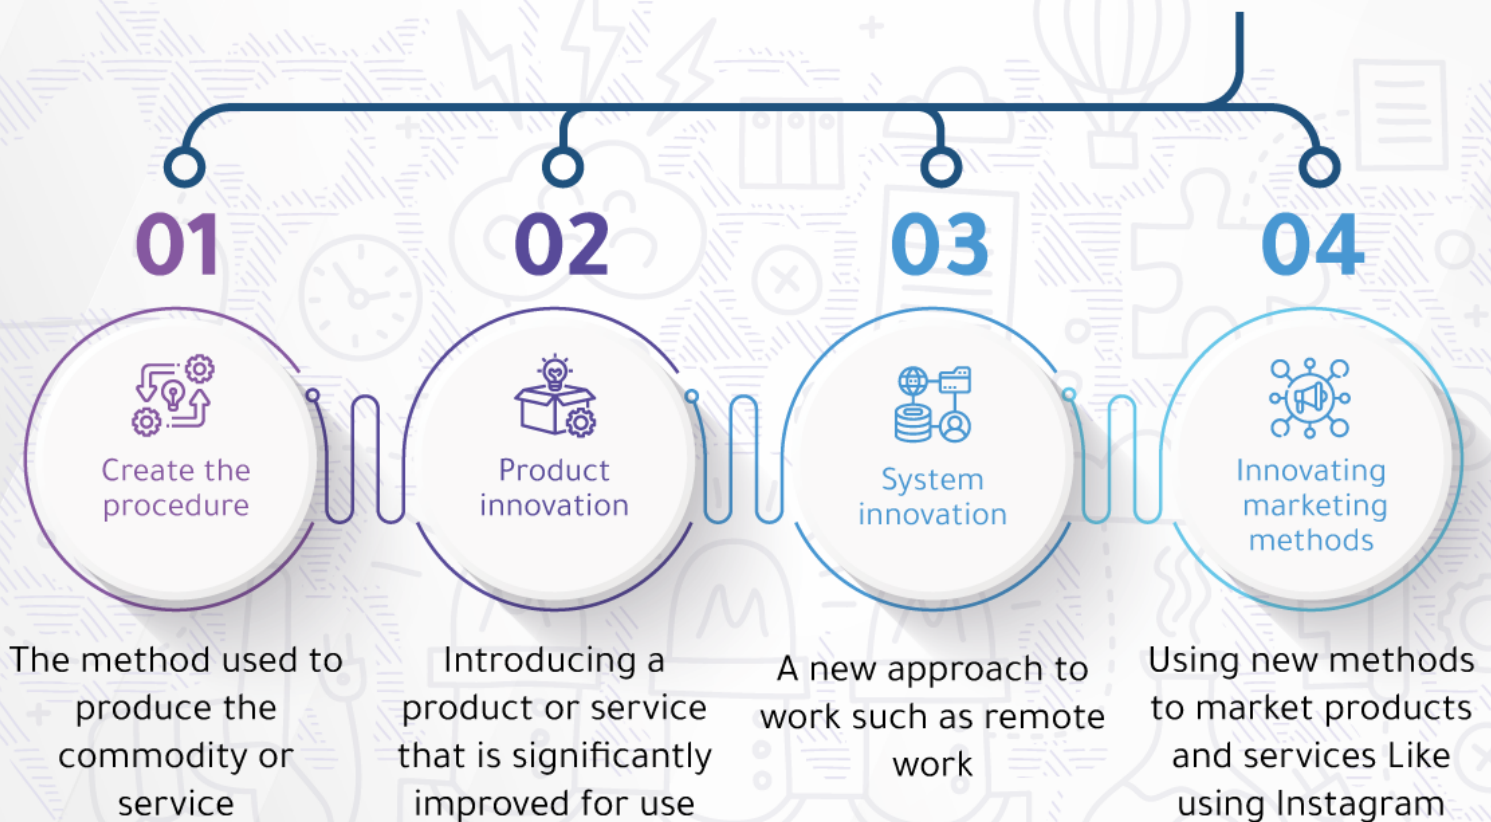 01
Create the
procedure
The method used to
produce the
commodity or
service
02
Product
innovation
Introducing a
product or service
that is significantly
improved for use
03
System
innovation
A new approach to
work such as remote
work
04
Innovating
marketing
methods
Using new methods
to market products
and services Like
using Instagram